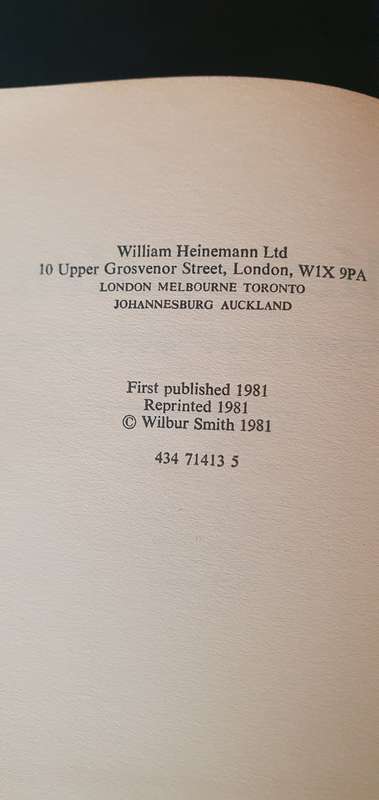 William Heinemann Ltd
10 Upper Grosvenor Street, London, W1X 9PA
LONDON MELBOURNE TORONTO
JOHANNESBURG AUCKLAND
First published 1981
Reprinted 1981
© Wilbur Smith 1981
434 71413 5